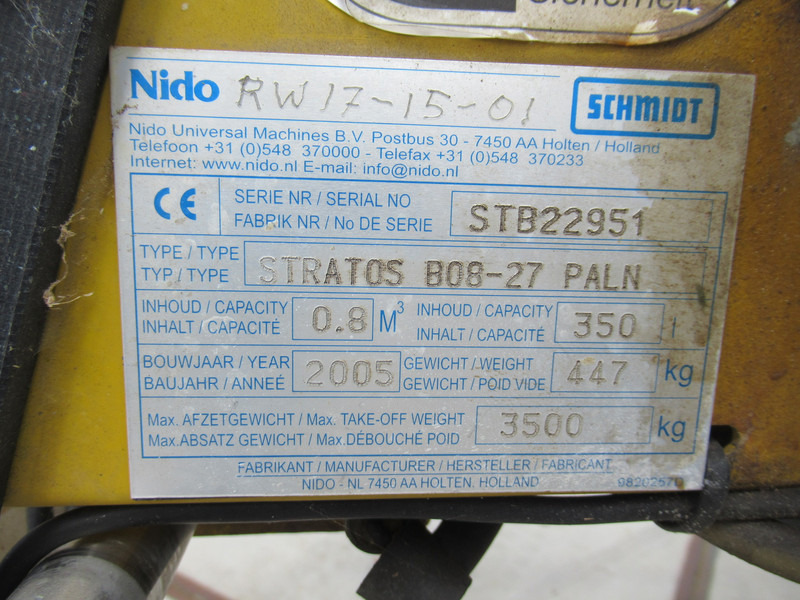 Sicherheit
Nido RW17-15-01 SCHMIDT
Nido Universal Machines B.V. Postbus 30 - 7450 AA Holten / Holland
Telefoon +31 (0)548 370000 - Telefax +31 (0)548 370233
Internet: www.nido.nl E-mail: info@nido.nl
CE
SERIE NR / SERIAL NO
FABRIK NR / No DE SERIE
STB22951
TYPE / TYPE
TYP / TYPE
STRATOS B08-27 PALN
INHOUD / CAPACITY
INHALT / CAPACITÉ
0.8 M³
INHOUD / CAPACITY
INHALT / CAPACITÉ
350 l
BOUWJAAR / YEAR
BAUJAHR / ANNEÉ
2005
GEWICHT / WEIGHT
GEWICHT / POID VIDE
447 kg
Max. AFZETGEWICHT / Max. TAKE-OFF WEIGHT
Max. ABSATZ GEWICHT / Max. DÉBOUCHÉ POID
3500 kg
FABRIKANT / MANUFACTURER / HERSTELLER / FABRICANT
NIDO - NL 7450 AA HOLTEN. HOLLAND